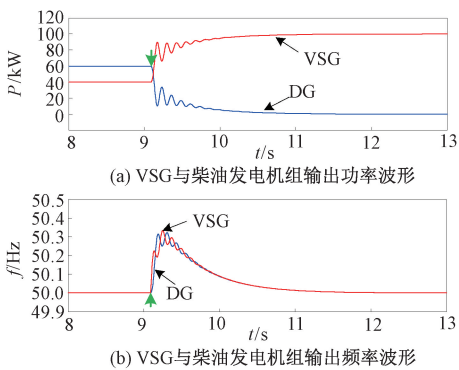 120
100
80
60
40
20
0
P/kW
VSG
DG
8 9 10 11 12 13
t/s
(a) VSG与柴油发电机组输出功率波形
50.5
50.4
50.3
50.2
50.1
50.0
49.9
f/Hz
VSG
DG
8 9 10 11 12 13
t/s
(b) VSG与柴油发电机组输出频率波形